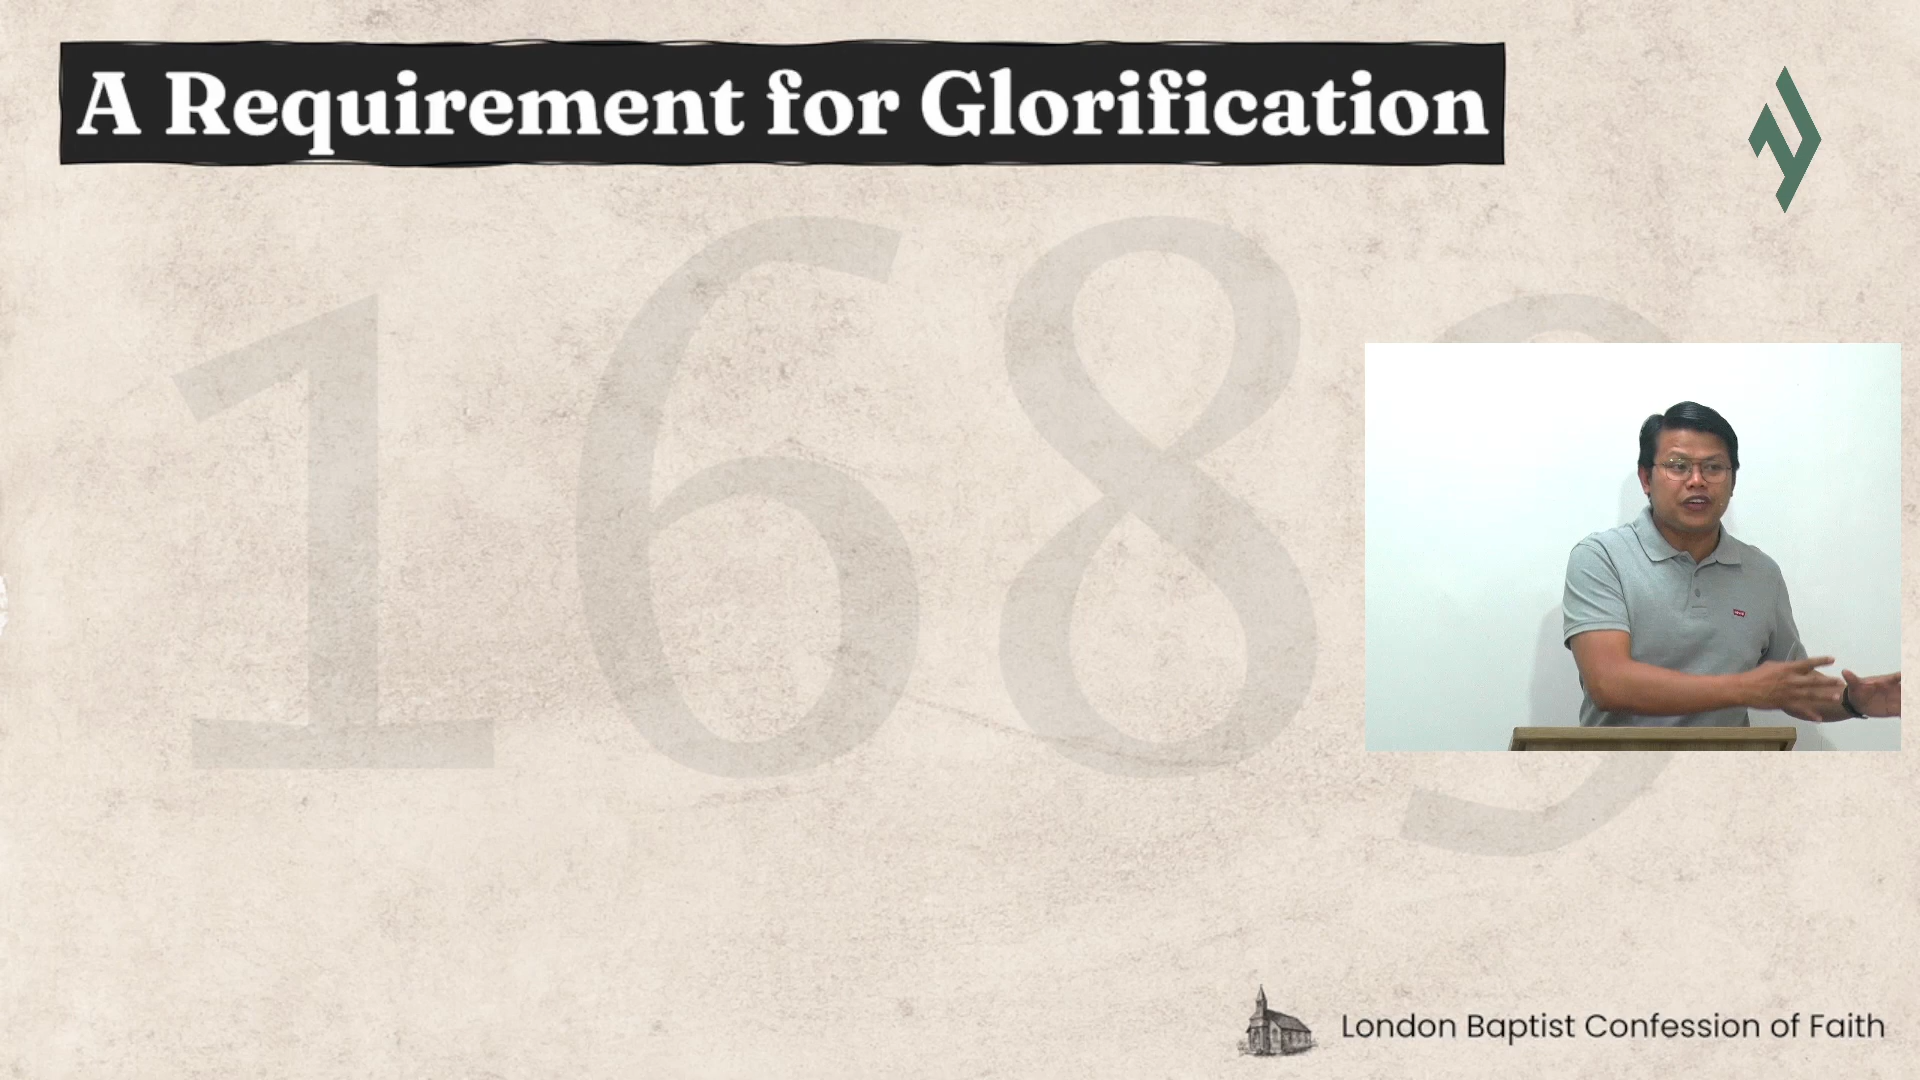 A Requirement for Glorification
1689
London Baptist Confession of Faith